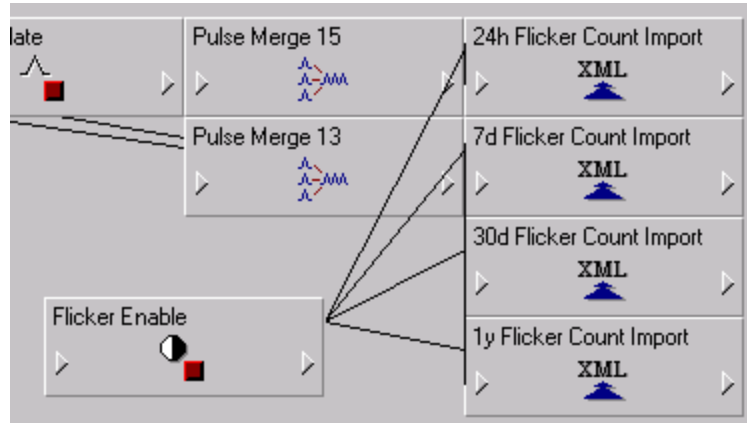 late
Pulse Merge 15
24h Flicker Count Import
XML
Pulse Merge 13
7d Flicker Count Import
XML
30d Flicker Count Import
XML
Flicker Enable
1y Flicker Count Import
XML